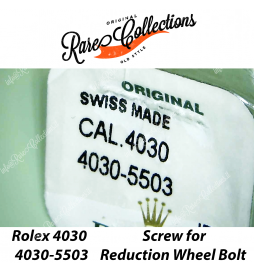 ORIGINAL
Rare Collections
OLD STYLE
ORIGINAL
SWISS MADE
CAL.4030
4030-5503
Rolex 4030 Screw for
4030-5503 Reduction Wheel Bolt